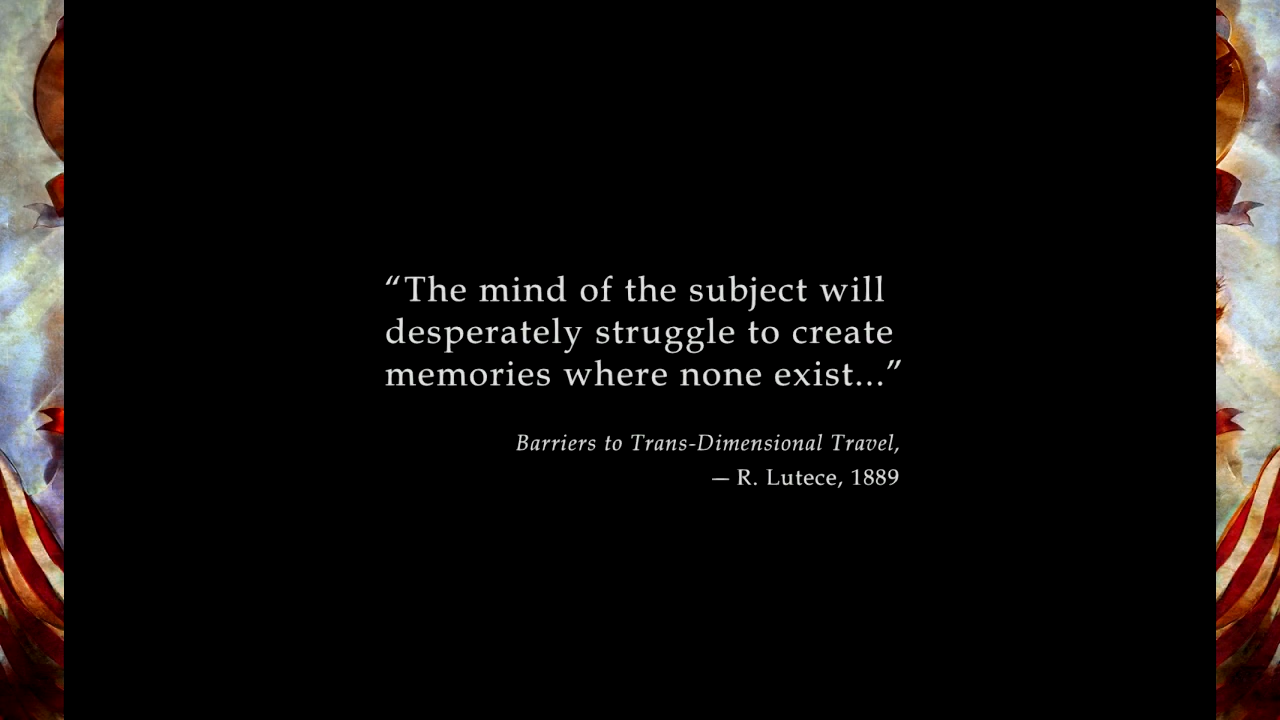 “The mind of the subject will
desperately struggle to create
memories where none exist...”
Barriers to Trans-Dimensional Travel,
— R. Lutece, 1889